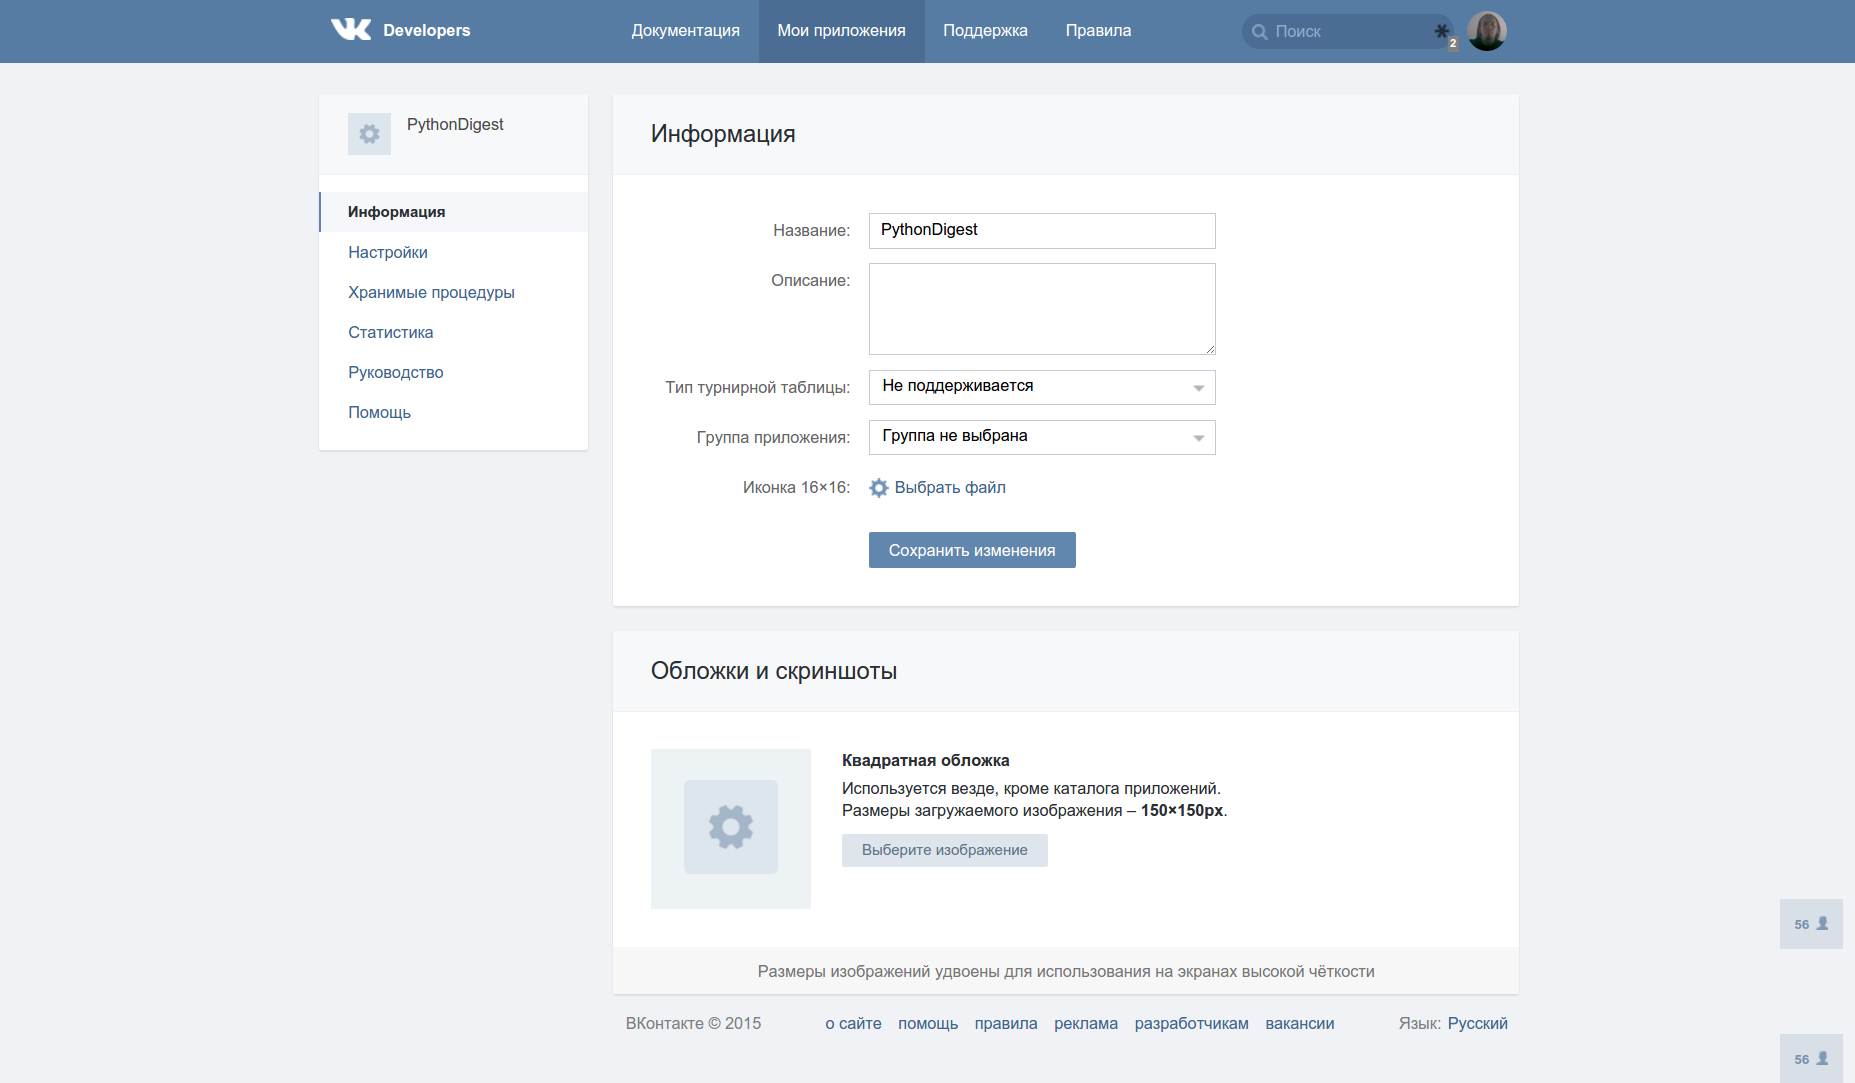 Developers
Документация
Мои приложения
Поддержка
Правила
Поиск
2
PythonDigest
Информация
Настройки
Хранимые процедуры
Статистика
Руководство
Помощь
Информация
Название: PythonDigest
Описание:
Тип турнирной таблицы: Не поддерживается
Группа приложения: Группа не выбрана
Иконка 16×16: Выбрать файл
Сохранить изменения
Обложки и скриншоты
Квадратная обложка
Используется везде, кроме каталога приложений.
Размеры загружаемого изображения – 150×150px.
Выберите изображение
56
Размеры изображений удвоены для использования на экранах высокой чёткости
ВКонтакте © 2015 о сайте помощь правила реклама разработчикам вакансии Язык: Русский
56